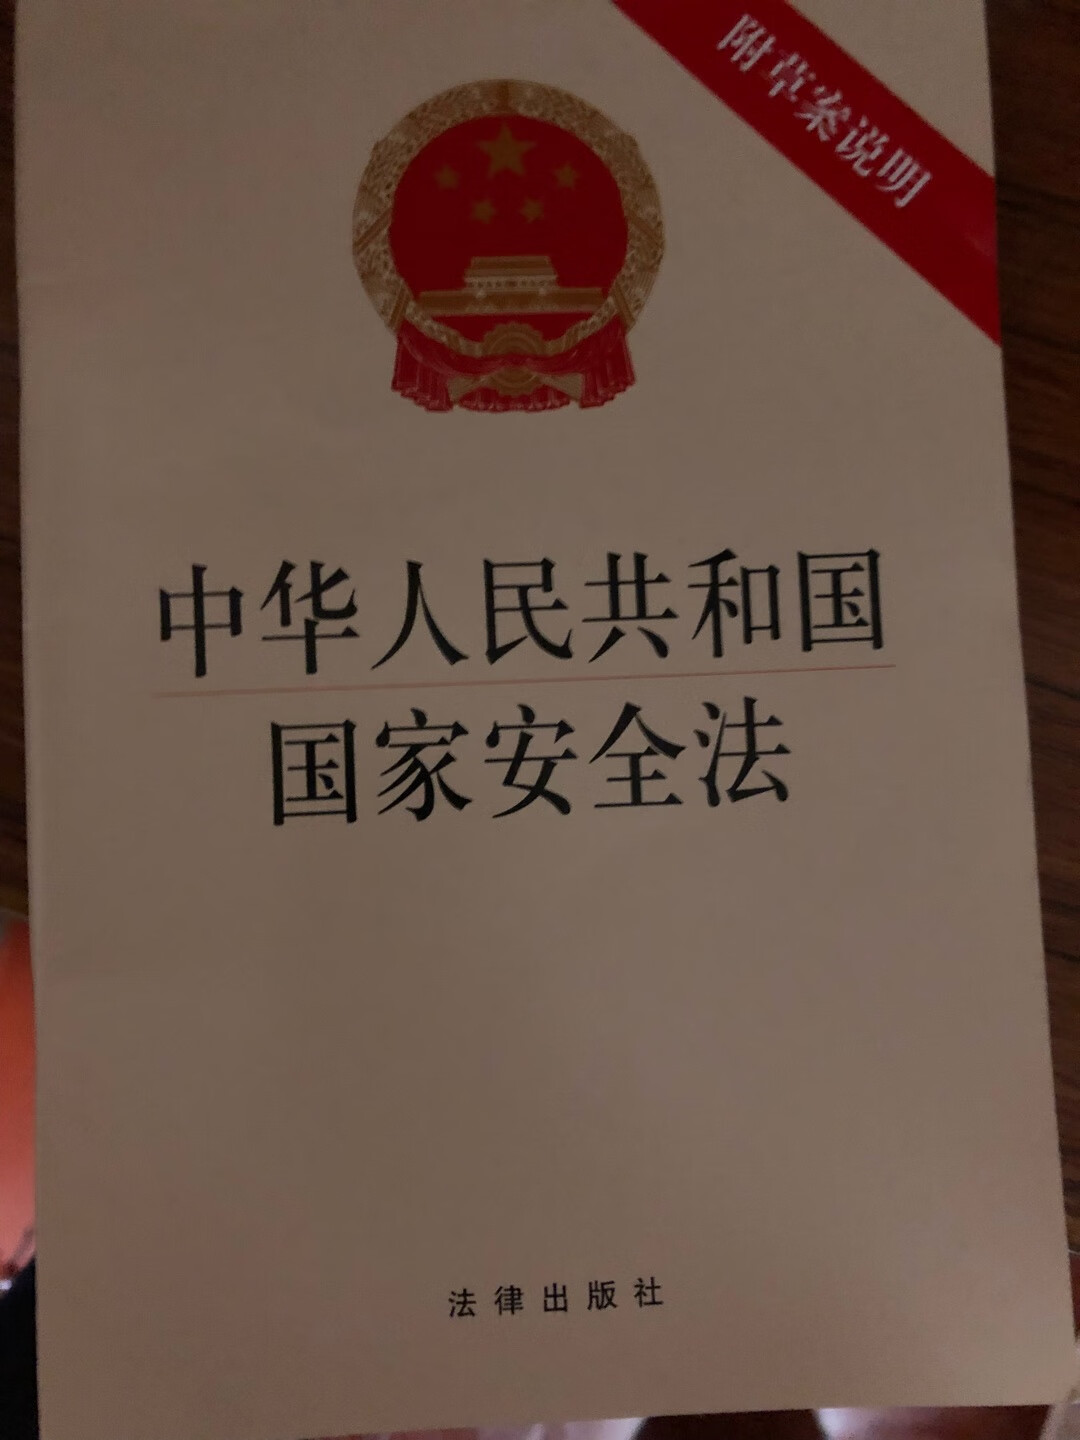 附草案说明
中华人民共和国
国家安全法
法律出版社